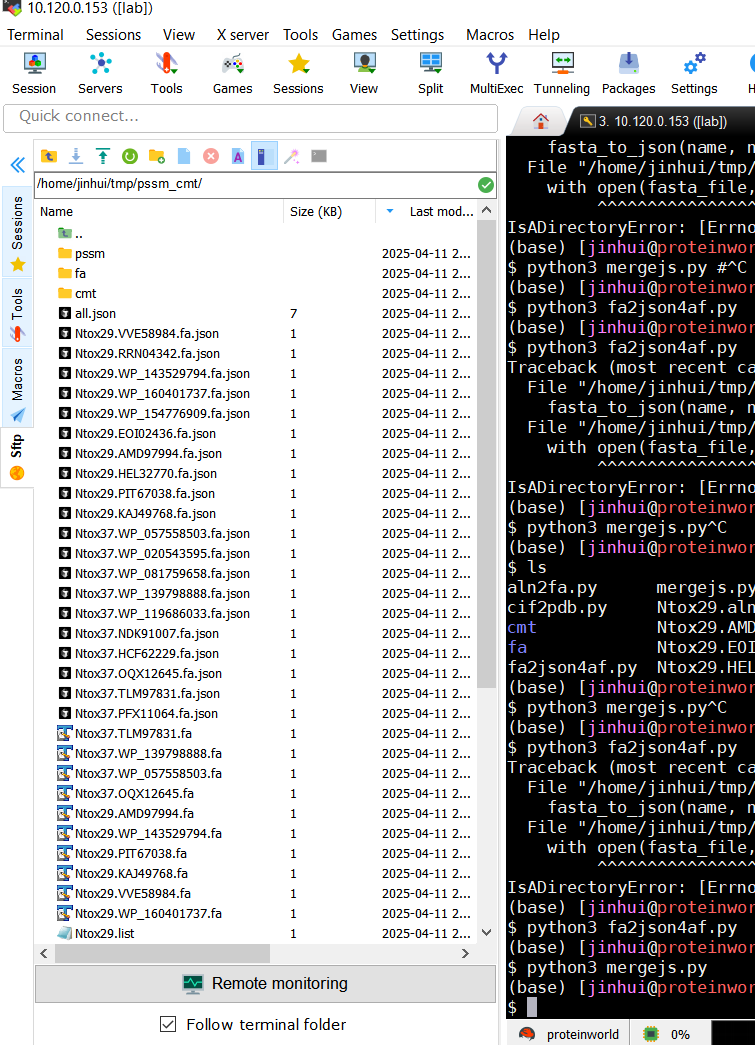 10.120.0.153 ([lab])
Terminal Sessions View X server Tools Games Settings Macros Help
Session Servers Tools Games Sessions View Split MultiExec Tunneling Packages Settings
Quick connect...
3. 10.120.0.153 ([lab])
/home/jinhui/tmp/pssm_cmt/
Name Size (KB) Last mod...
..
pssm 2025-04-11 2...
fa 2025-04-11 2...
cmt 2025-04-11 2...
all.json 7 2025-04-11 2...
Ntox29.VVE58984.fa.json 1 2025-04-11 2...
Ntox29.RRN04342.fa.json 1 2025-04-11 2...
Ntox29.WP_143529794.fa.json 1 2025-04-11 2...
Ntox29.WP_160401737.fa.json 1 2025-04-11 2...
Ntox29.WP_154776909.fa.json 1 2025-04-11 2...
Ntox29.EOI02436.fa.json 1 2025-04-11 2...
Ntox29.AMD97994.fa.json 1 2025-04-11 2...
Ntox29.HEL32770.fa.json 1 2025-04-11 2...
Ntox29.PIT67038.fa.json 1 2025-04-11 2...
Ntox29.KAJ49768.fa.json 1 2025-04-11 2...
Ntox37.WP_057558503.fa.json 1 2025-04-11 2...
Ntox37.WP_020543595.fa.json 1 2025-04-11 2...
Ntox37.WP_081759658.fa.json 1 2025-04-11 2...
Ntox37.WP_139798888.fa.json 1 2025-04-11 2...
Ntox37.WP_119686033.fa.json 1 2025-04-11 2...
Ntox37.NDK91007.fa.json 1 2025-04-11 2...
Ntox37.HCF62229.fa.json 1 2025-04-11 2...
Ntox37.OQX12645.fa.json 1 2025-04-11 2...
Ntox37.TLM97831.fa.json 1 2025-04-11 2...
Ntox37.PFX11064.fa.json 1 2025-04-11 2...
Ntox37.TLM97831.fa 1 2025-04-11 2...
Ntox37.WP_139798888.fa 1 2025-04-11 2...
Ntox37.WP_057558503.fa 1 2025-04-11 2...
Ntox37.OQX12645.fa 1 2025-04-11 2...
Ntox29.AMD97994.fa 1 2025-04-11 2...
Ntox29.WP_143529794.fa 1 2025-04-11 2...
Ntox29.PIT67038.fa 1 2025-04-11 2...
Ntox29.KAJ49768.fa 1 2025-04-11 2...
Ntox29.VVE58984.fa 1 2025-04-11 2...
Ntox29.WP_160401737.fa 1 2025-04-11 2...
Ntox29.list 1 2025-04-11 2...
Remote monitoring
Follow terminal folder
Sessions
Tools
Macros
Sftp
fasta_to_json(name, n
File "/home/jinhui/tmp/
with open(fasta_file,
^^^^^^^^^^^^^^^^^
IsADirectoryError: [Errno
(base) [jinhui@proteinwor
$ python3 mergejs.py #^C
(base) [jinhui@proteinwor
$ python3 fa2json4af.py
(base) [jinhui@proteinwor
$ python3 fa2json4af.py
Traceback (most recent ca
File "/home/jinhui/tmp/
fasta_to_json(name, n
File "/home/jinhui/tmp/
with open(fasta_file,
^^^^^^^^^^^^^^^^^
IsADirectoryError: [Errno
(base) [jinhui@proteinwor
$ python3 mergejs.py^C
(base) [jinhui@proteinwor
$ ls
aln2fa.py mergejs.py
cif2pdb.py Ntox29.aln
cmt Ntox29.AMD
fa Ntox29.EOI
fa2json4af.py Ntox29.HEL
(base) [jinhui@proteinwor
$ python3 mergejs.py^C
(base) [jinhui@proteinwor
$ python3 fa2json4af.py
Traceback (most recent ca
File "/home/jinhui/tmp/
fasta_to_json(name, n
File "/home/jinhui/tmp/
with open(fasta_file,
^^^^^^^^^^^^^^^^^
IsADirectoryError: [Errno
(base) [jinhui@proteinwor
$ python3 fa2json4af.py
(base) [jinhui@proteinwor
$ python3 mergejs.py
(base) [jinhui@proteinwor
$
proteinworld 0%